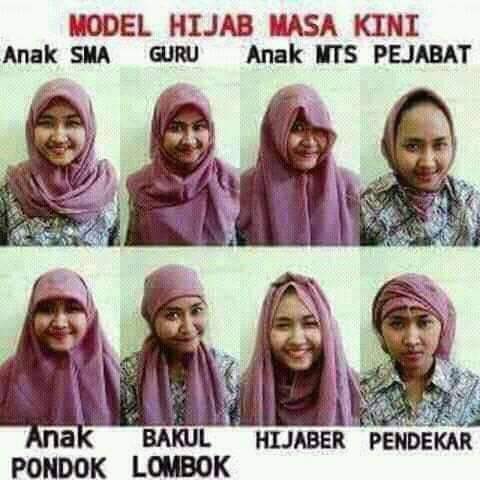 MODEL HIJAB MASA KINI
Anak SMA GURU Anak MTS PEJABAT
Anak PONDOK BAKUL LOMBOK HIJABER PENDEKAR